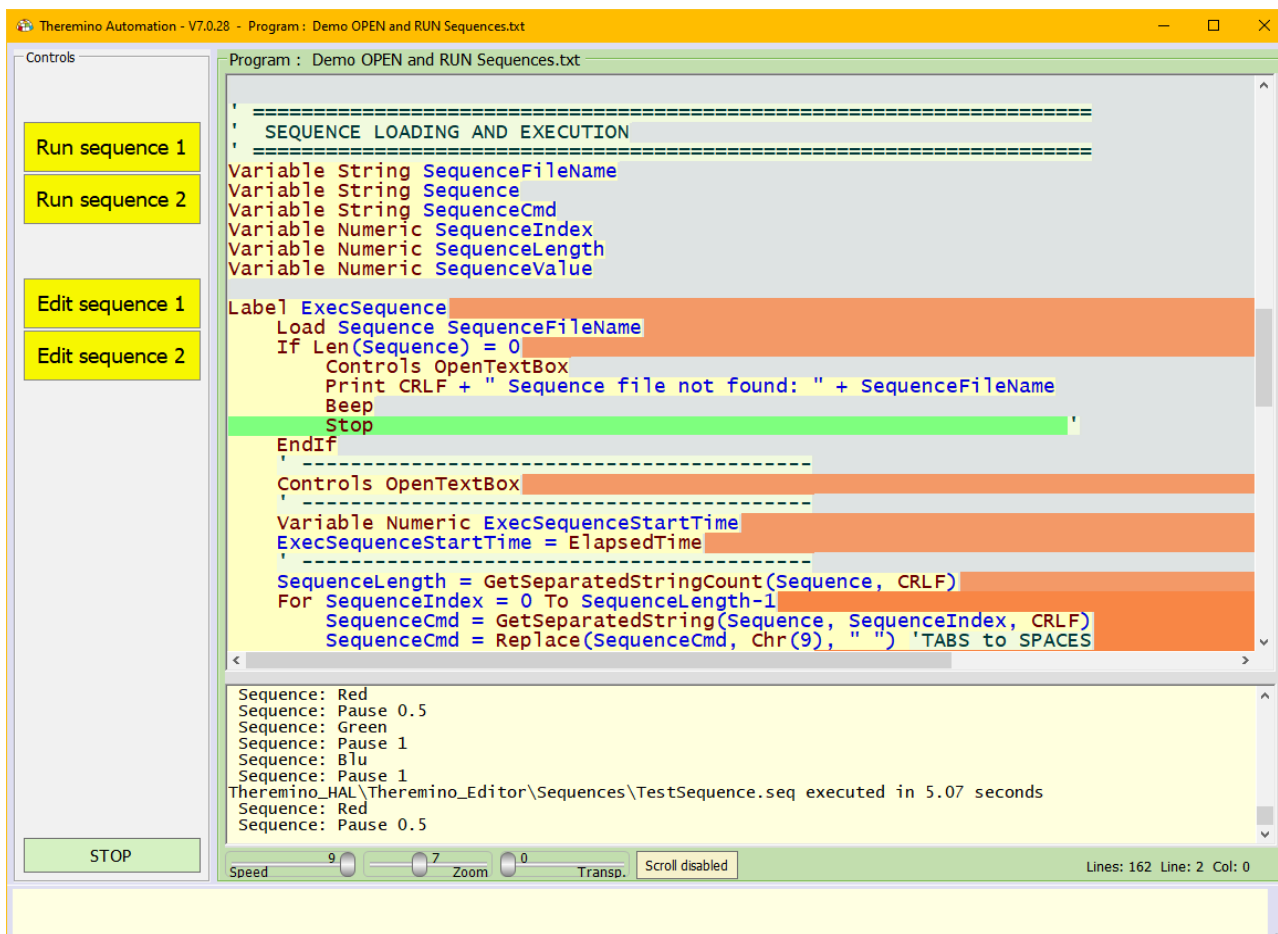 Theremino Automation - V7.0.28 - Program : Demo OPEN and RUN Sequences.txt
Controls
Run sequence 1
Run sequence 2
Edit sequence 1
Edit sequence 2
STOP
Program : Demo OPEN and RUN Sequences.txt
' =====================================================================
'  SEQUENCE LOADING AND EXECUTION
' =====================================================================
Variable String SequenceFileName
Variable String Sequence
Variable String SequenceCmd
Variable Numeric SequenceIndex
Variable Numeric SequenceLength
Variable Numeric SequenceValue
Label ExecSequence
    Load Sequence SequenceFileName
    If Len(Sequence) = 0
        Controls OpenTextBox
        Print CRLF + " Sequence file not found: " + SequenceFileName
        Beep
        Stop '
    EndIf
    ' ------------------------------------------
    Controls OpenTextBox
    ' ------------------------------------------
    Variable Numeric ExecSequenceStartTime
    ExecSequenceStartTime = ElapsedTime
    ' ------------------------------------------
    SequenceLength = GetSeparatedStringCount(Sequence, CRLF)
    For SequenceIndex = 0 To SequenceLength-1
        SequenceCmd = GetSeparatedString(Sequence, SequenceIndex, CRLF)
        SequenceCmd = Replace(SequenceCmd, Chr(9), " ") 'TABS to SPACES
Sequence: Red
Sequence: Pause 0.5
Sequence: Green
Sequence: Pause 1
Sequence: Blu
Sequence: Pause 1
Theremino_HAL\Theremino_Editor\Sequences\TestSequence.seq executed in 5.07 seconds
Sequence: Red
Sequence: Pause 0.5
Speed 9
7 Zoom
0 Transp.
Scroll disabled
Lines: 162 Line: 2 Col: 0